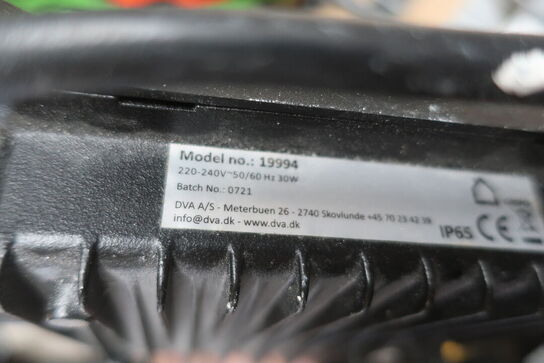 Model no.: 19994
220-240V~50/60 Hz 30W
Batch No.: 0721
DVA A/S - Meterbuen 26 - 2740 Skovlunde +45 70 23 42 39
info@dva.dk - www.dva.dk
IP65 CE